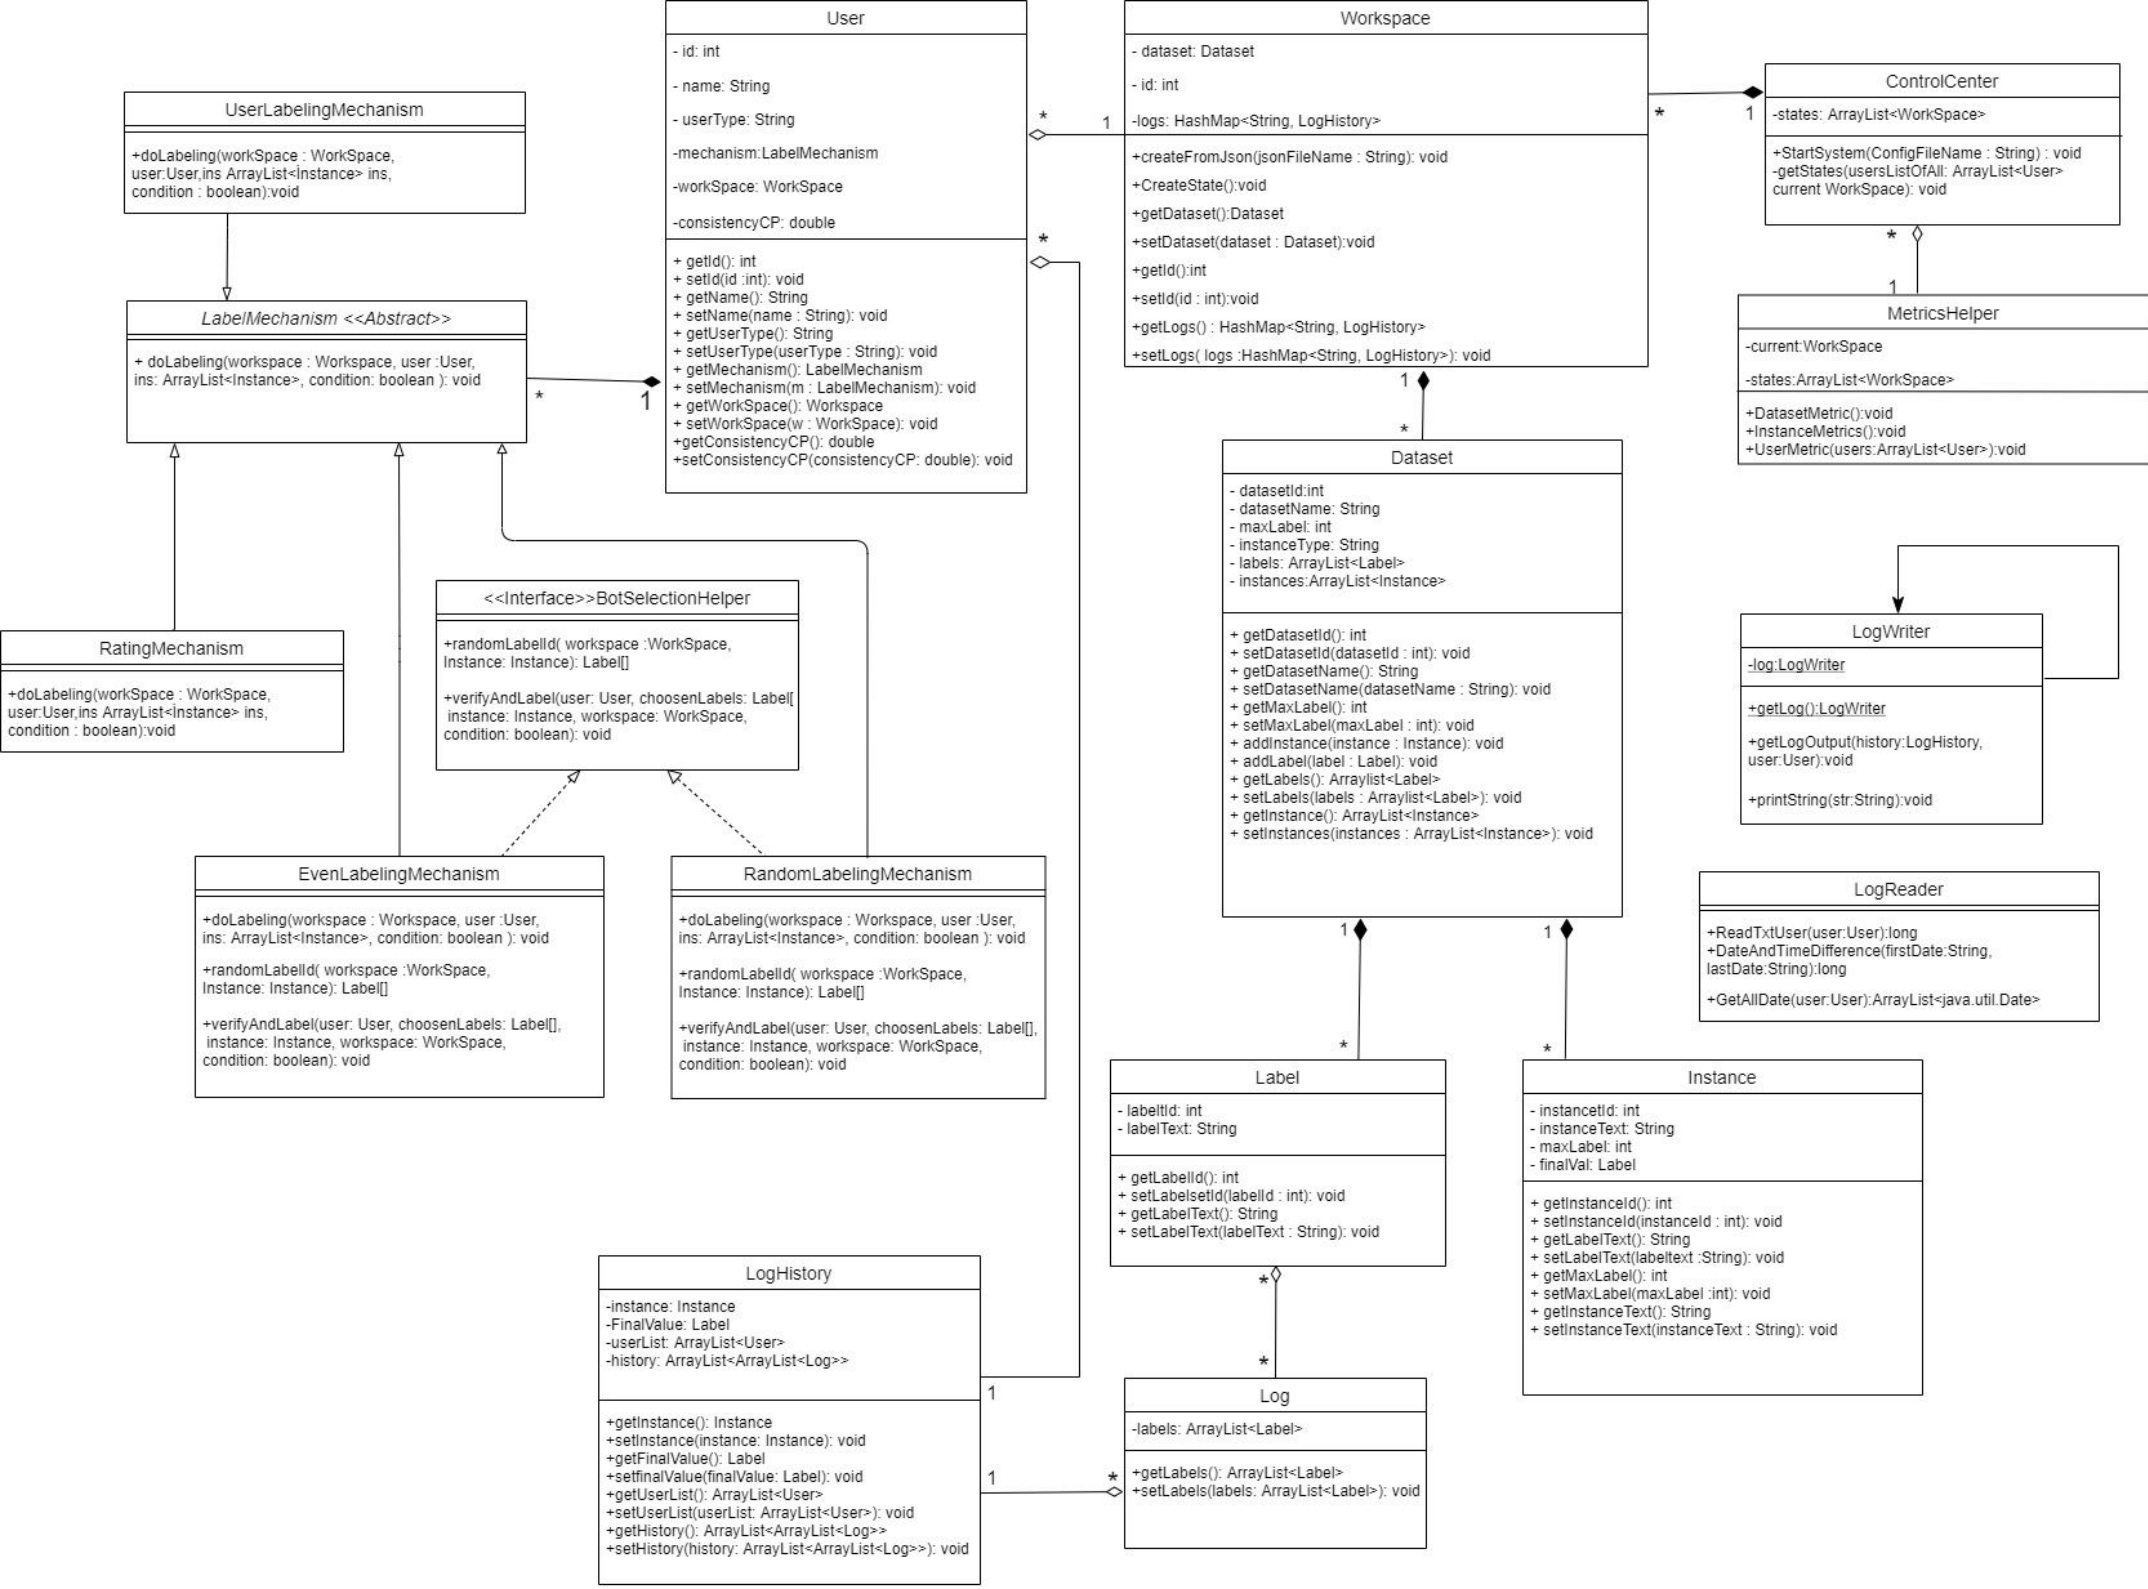 User
- id: int
- name: String
- userType: String
-mechanism:LabelMechanism
-workSpace: WorkSpace
-consistencyCP: double
+ getId(): int
+ setId(id :int): void
+ getName(): String
+ setName(name : String): void
+ getUserType(): String
+ setUserType(userType : String): void
+ getMechanism(): LabelMechanism
+ setMechanism(m : LabelMechanism): void
+ getWorkSpace(): Workspace
+ setWorkSpace(w : WorkSpace): void
+getConsistencyCP(): double
+setConsistencyCP(consistencyCP: double): void
*
1
*
Workspace
- dataset: Dataset
- id: int
-logs: HashMap<String, LogHistory>
+createFromJson(jsonFileName : String): void
+CreateState():void
+getDataset():Dataset
+setDataset(dataset : Dataset):void
+getId():int
+setId(id : int):void
+getLogs() : HashMap<String, LogHistory>
+setLogs( logs :HashMap<String, LogHistory>): void
*
1
ControlCenter
-states: ArrayList<WorkSpace>
+StartSystem(ConfigFileName : String) : void
-getStates(usersListOfAll: ArrayList<User>
current WorkSpace): void
*
1
MetricsHelper
-current:WorkSpace
-states:ArrayList<WorkSpace>
+DatasetMetric():void
+InstanceMetrics():void
+UserMetric(users:ArrayList<User>):void
UserLabelingMechanism
+doLabeling(workSpace : WorkSpace,
user:User,ins ArrayList<İnstance> ins,
condition : boolean):void
LabelMechanism <<Abstract>>
+ doLabeling(workspace : Workspace, user :User,
ins: ArrayList<Instance>, condition: boolean ): void
*
1
1
*
Dataset
- datasetId:int
- datasetName: String
- maxLabel: int
- instanceType: String
- labels: ArrayList<Label>
- instances:ArrayList<Instance>
+ getDatasetId(): int
+ setDatasetId(datasetId : int): void
+ getDatasetName(): String
+ setDatasetName(datasetName : String): void
+ getMaxLabel(): int
+ setMaxLabel(maxLabel : int): void
+ addInstance(instance : Instance): void
+ addLabel(label : Label): void
+ getLabels(): Arraylist<Label>
+ setLabels(labels : Arraylist<Label>): void
+ getInstance(): ArrayList<Instance>
+ setInstances(instances : ArrayList<Instance>): void
<<Interface>>BotSelectionHelper
+randomLabelId( workspace :WorkSpace,
Instance: Instance): Label[]
+verifyAndLabel(user: User, choosenLabels: Label[
instance: Instance, workspace: WorkSpace,
condition: boolean): void
RatingMechanism
+doLabeling(workSpace : WorkSpace,
user:User,ins ArrayList<İnstance> ins,
condition : boolean):void
LogWriter
-log:LogWriter
+getLog():LogWriter
+getLogOutput(history:LogHistory,
user:User):void
+printString(str:String):void
EvenLabelingMechanism
+doLabeling(workspace : Workspace, user :User,
ins: ArrayList<Instance>, condition: boolean ): void
+randomLabelId( workspace :WorkSpace,
Instance: Instance): Label[]
+verifyAndLabel(user: User, choosenLabels: Label[],
instance: Instance, workspace: WorkSpace,
condition: boolean): void
RandomLabelingMechanism
+doLabeling(workspace : Workspace, user :User,
ins: ArrayList<Instance>, condition: boolean ): void
+randomLabelId( workspace :WorkSpace,
Instance: Instance): Label[]
+verifyAndLabel(user: User, choosenLabels: Label[],
instance: Instance, workspace: WorkSpace,
condition: boolean): void
LogReader
+ReadTxtUser(user:User):long
+DateAndTimeDifference(firstDate:String,
lastDate:String):long
+GetAllDate(user:User):ArrayList<java.util.Date>
1
1
*
*
Label
- labeltId: int
- labelText: String
+ getLabelId(): int
+ setLabelsetId(labelId : int): void
+ getLabelText(): String
+ setLabelText(labelText : String): void
Instance
- instancetId: int
- instanceText: String
- maxLabel: int
- finalVal: Label
+ getInstanceId(): int
+ setInstanceId(instanceId : int): void
+ getLabelText(): String
+ setLabelText(labeltext :String): void
+ getMaxLabel(): int
+ setMaxLabel(maxLabel :int): void
+ getInstanceText(): String
+ setInstanceText(instanceText : String): void
*
*
LogHistory
-instance: Instance
-FinalValue: Label
-userList: ArrayList<User>
-history: ArrayList<ArrayList<Log>>
+getInstance(): Instance
+setInstance(instance: Instance): void
+getFinalValue(): Label
+setfinalValue(finalValue: Label): void
+getUserList(): ArrayList<User>
+setUserList(userList: ArrayList<User>): void
+getHistory(): ArrayList<ArrayList<Log>>
+setHistory(history: ArrayList<ArrayList<Log>>): void
1
1
*
Log
-labels: ArrayList<Label>
+getLabels(): ArrayList<Label>
+setLabels(labels: ArrayList<Label>): void